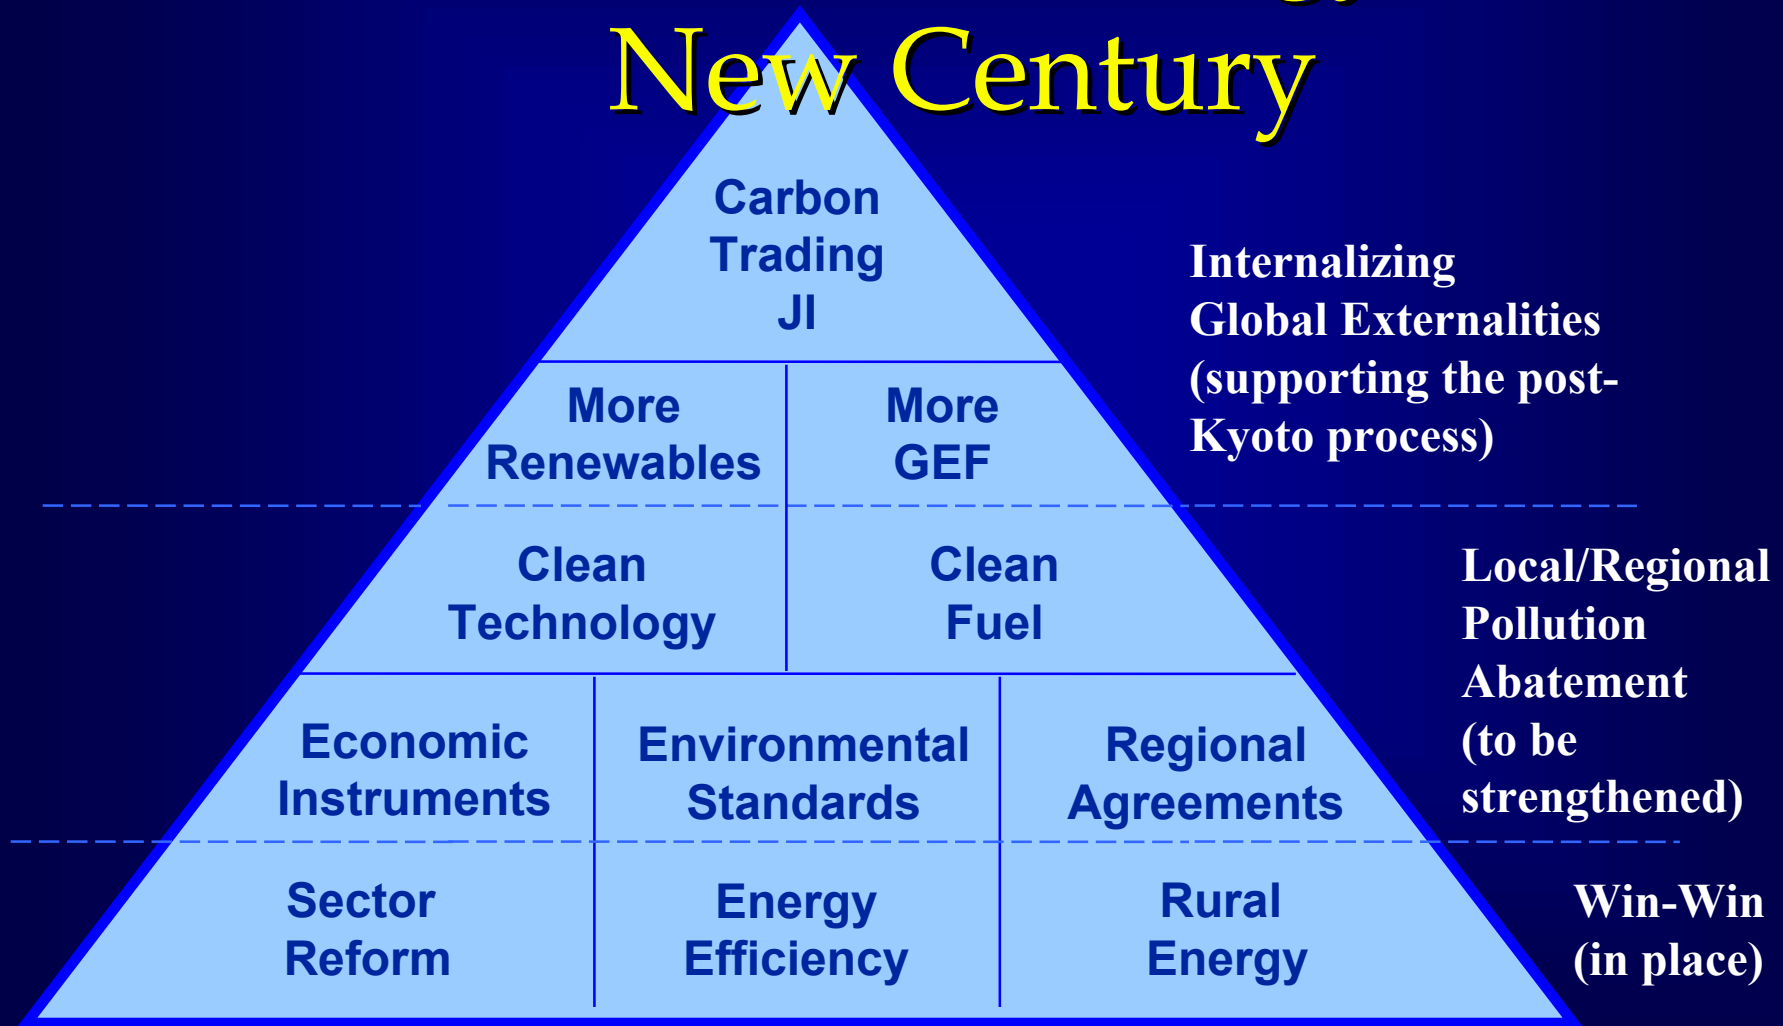 New Century
Carbon
Trading
JI
Internalizing
Global Externalities
(supporting the post-
Kyoto process)
More
Renewables
More
GEF
Clean
Technology
Clean
Fuel
Local/Regional
Pollution
Abatement
(to be
strengthened)
Economic
Instruments
Environmental
Standards
Regional
Agreements
Sector
Reform
Energy
Efficiency
Rural
Energy
Win-Win
(in place)